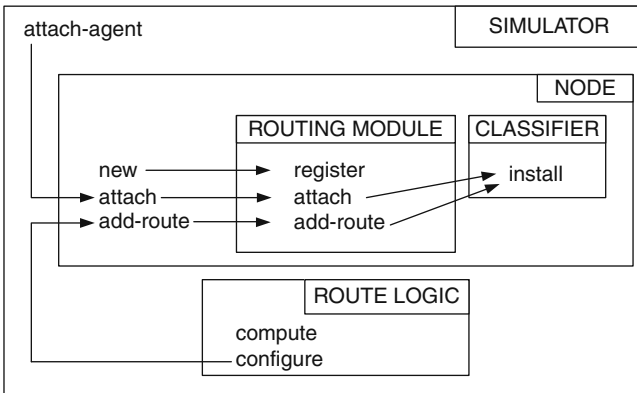 attach-agent
SIMULATOR
NODE
ROUTING MODULE
CLASSIFIER
new
register
install
attach
attach
add-route
add-route
ROUTE LOGIC
compute
configure